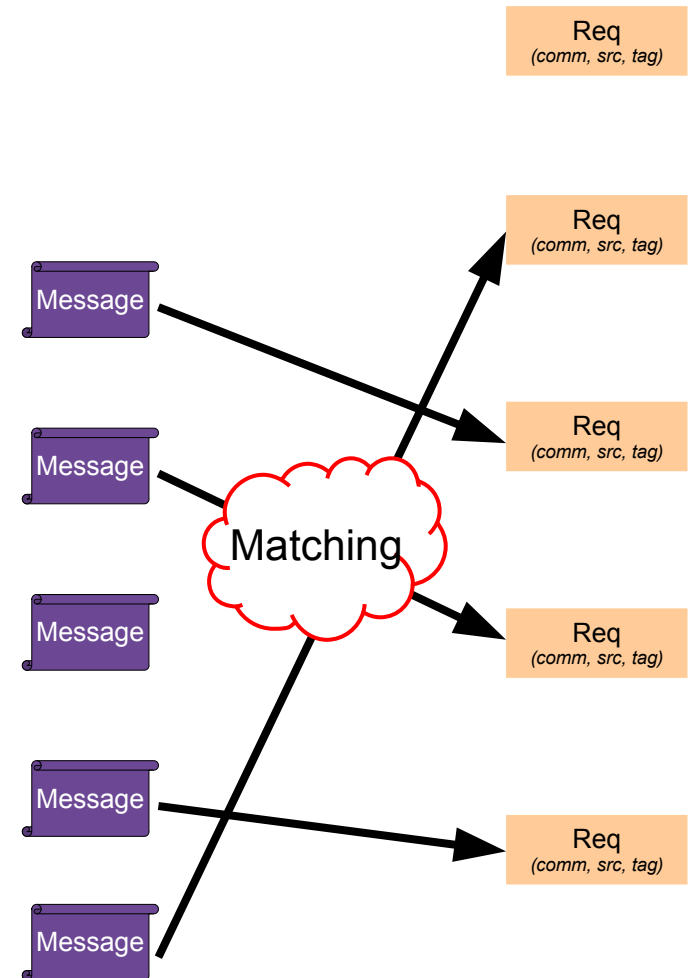 Req
(comm, src, tag)
Req
(comm, src, tag)
Message
Req
(comm, src, tag)
Message
Matching
Message
Req
(comm, src, tag)
Message
Req
(comm, src, tag)
Message